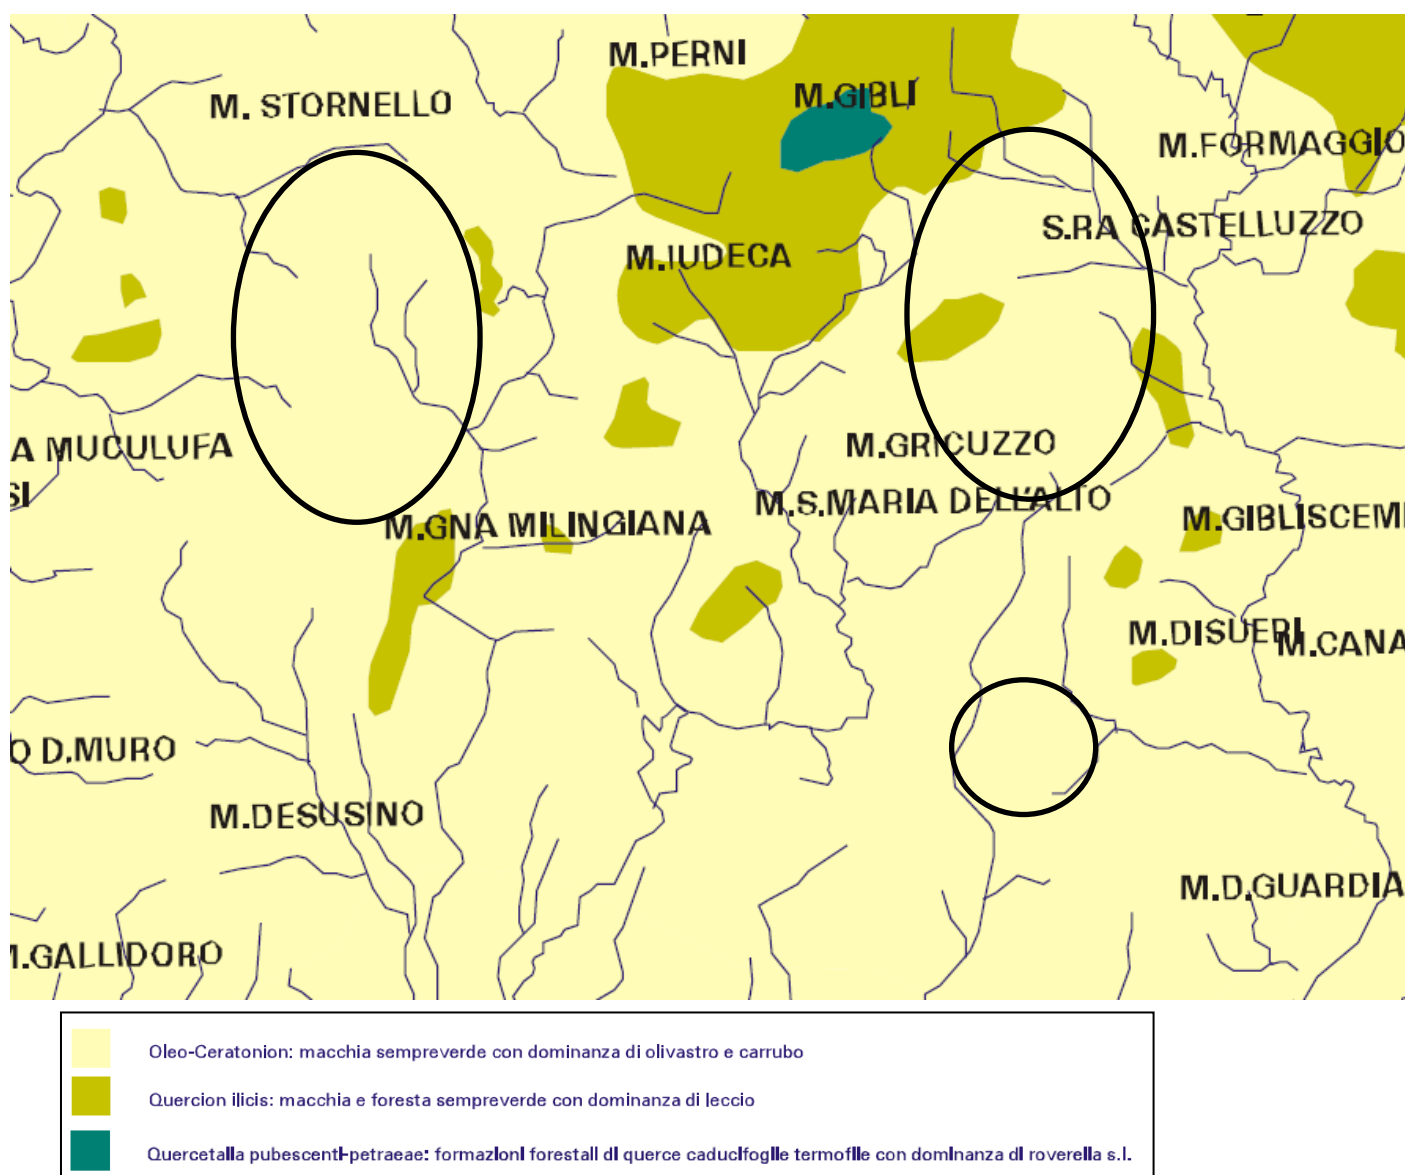 M.PERNI
M. STORNELLO
M.GIBLI
M.FORMAGGIO
S.RA CASTELLUZZO
M.IUDECA
A MUCULUFA
SI
M.GRICUZZO
M.S.MARIA DELL'ALTO
M.GNA MILINGIANA
M.GIBLISCEMI
M.DISUERI
M.CANA
O D.MURO
M.DESUSINO
M.D.GUARDIA
M.GALLIDORO
Oleo-Ceratonion: macchia sempreverde con dominanza di olivastro e carrubo
Quercion ilicis: macchia e foresta sempreverde con dominanza di leccio
Quercetalia pubescenti-petraeae: formazioni forestali di querce caducifoglie termofile con dominanza di roverella s.l.